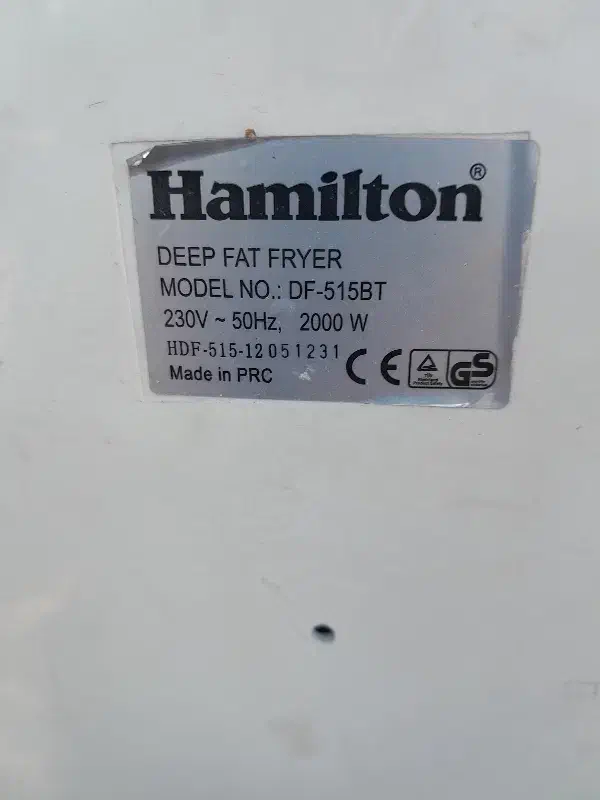 Hamilton®
DEEP FAT FRYER
MODEL NO.: DF-515BT
230V ~ 50Hz, 2000 W
HDF-515-12051231
Made in PRC
CE
GS